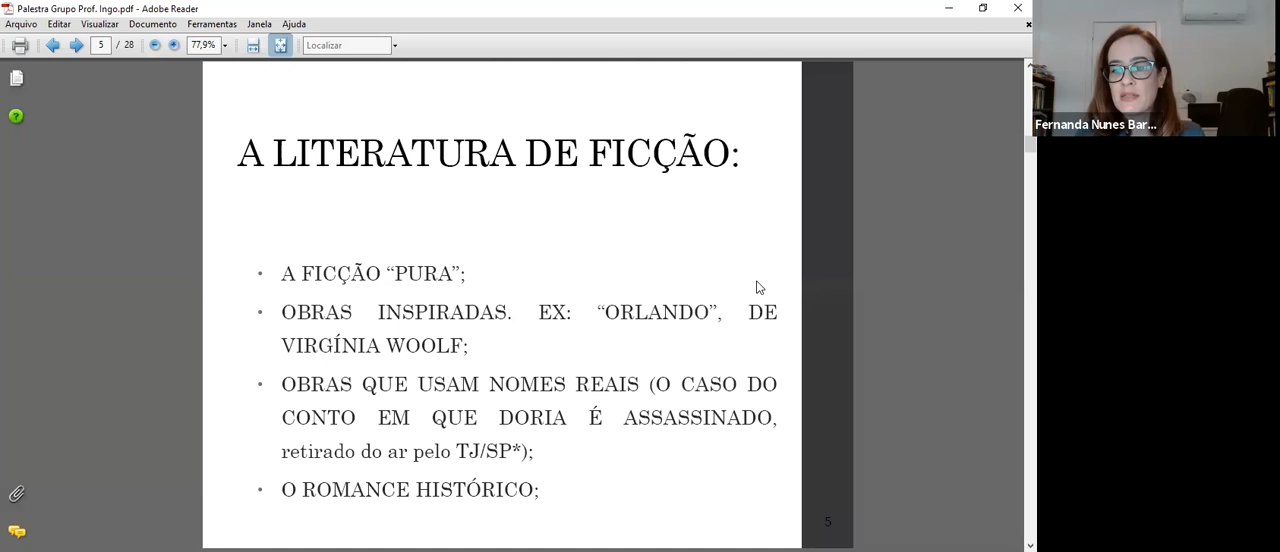 Palestra Grupo Prof. Ingo.pdf - Adobe Reader
Arquivo Editar Visualizar Documento Ferramentas Janela Ajuda
5 / 28 77,9% Localizar
Fernanda Nunes Bar...
A LITERATURA DE FICÇÃO:
• A FICÇÃO “PURA”;
• OBRAS INSPIRADAS. EX: “ORLANDO”, DE
VIRGÍNIA WOOLF;
• OBRAS QUE USAM NOMES REAIS (O CASO DO
CONTO EM QUE DORIA É ASSASSINADO,
retirado do ar pelo TJ/SP*);
• O ROMANCE HISTÓRICO;
5